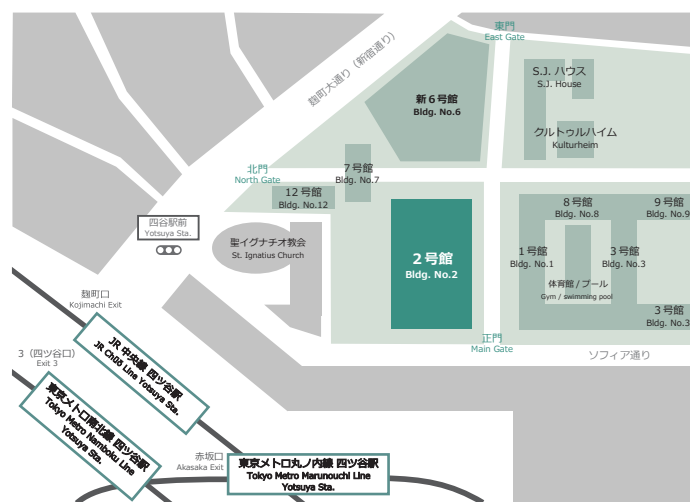 東門
East Gate
麹町大通り（新宿通り）
S.J. ハウス
S.J. House
新６号館
Bldg. No.6
クルトゥルハイム
Kulturheim
北門
North Gate
７号館
Bldg. No.7
12号館
Bldg. No.12
８号館
Bldg. No.8
９号館
Bldg. No.9
四谷駅前
Yotsuya Sta.
聖イグナチオ教会
St. Ignatius Church
２号館
Bldg. No.2
１号館
Bldg. No.1
３号館
Bldg. No.3
体育館 / プール
Gym / swimming pool
麹町口
Kojimachi Exit
３号館
Bldg. No.3
正門
Main Gate
ソフィア通り
JR 中央線 四ツ谷駅
JR Chūō Line Yotsuya Sta.
3（四ツ谷口）
Exit 3
東京メトロ南北線 四ツ谷駅
Tokyo Metro Namboku Line
Yotsuya Sta.
赤坂口
Akasaka Exit
東京メトロ丸ノ内線 四ツ谷駅
Tokyo Metro Marunouchi Line
Yotsuya Sta.